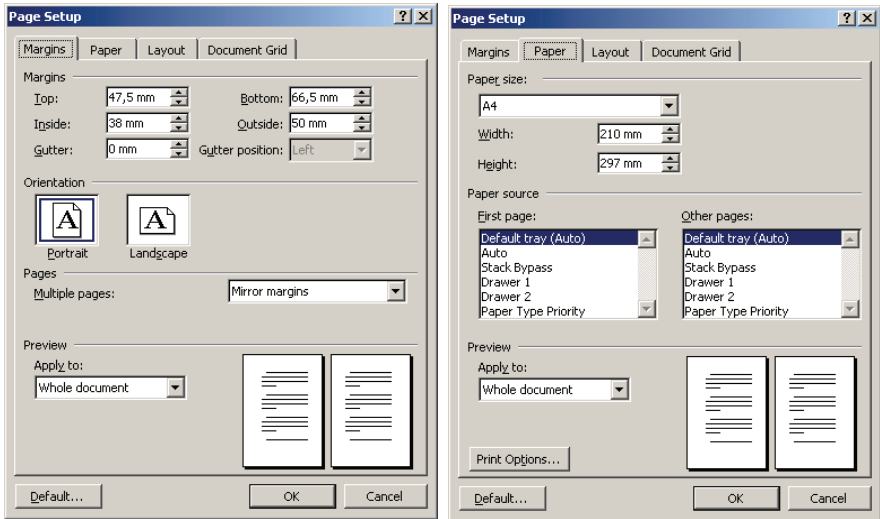 Page Setup
Margins Paper Layout Document Grid
Margins
Top: 47,5 mm Bottom: 66,5 mm
Inside: 38 mm Outside: 50 mm
Gutter: 0 mm Gutter position: Left
Orientation
A A
Portrait Landscape
Pages
Multiple pages: Mirror margins
Preview
Apply to:
Whole document
Default... OK Cancel
Page Setup
Margins Paper Layout Document Grid
Paper size:
A4
Width: 210 mm
Height: 297 mm
Paper source
First page: Other pages:
Default tray (Auto) Default tray (Auto)
Auto Auto
Stack Bypass Stack Bypass
Drawer 1 Drawer 1
Drawer 2 Drawer 2
Paper Type Priority Paper Type Priority
Preview
Apply to:
Whole document
Print Options...
Default... OK Cancel